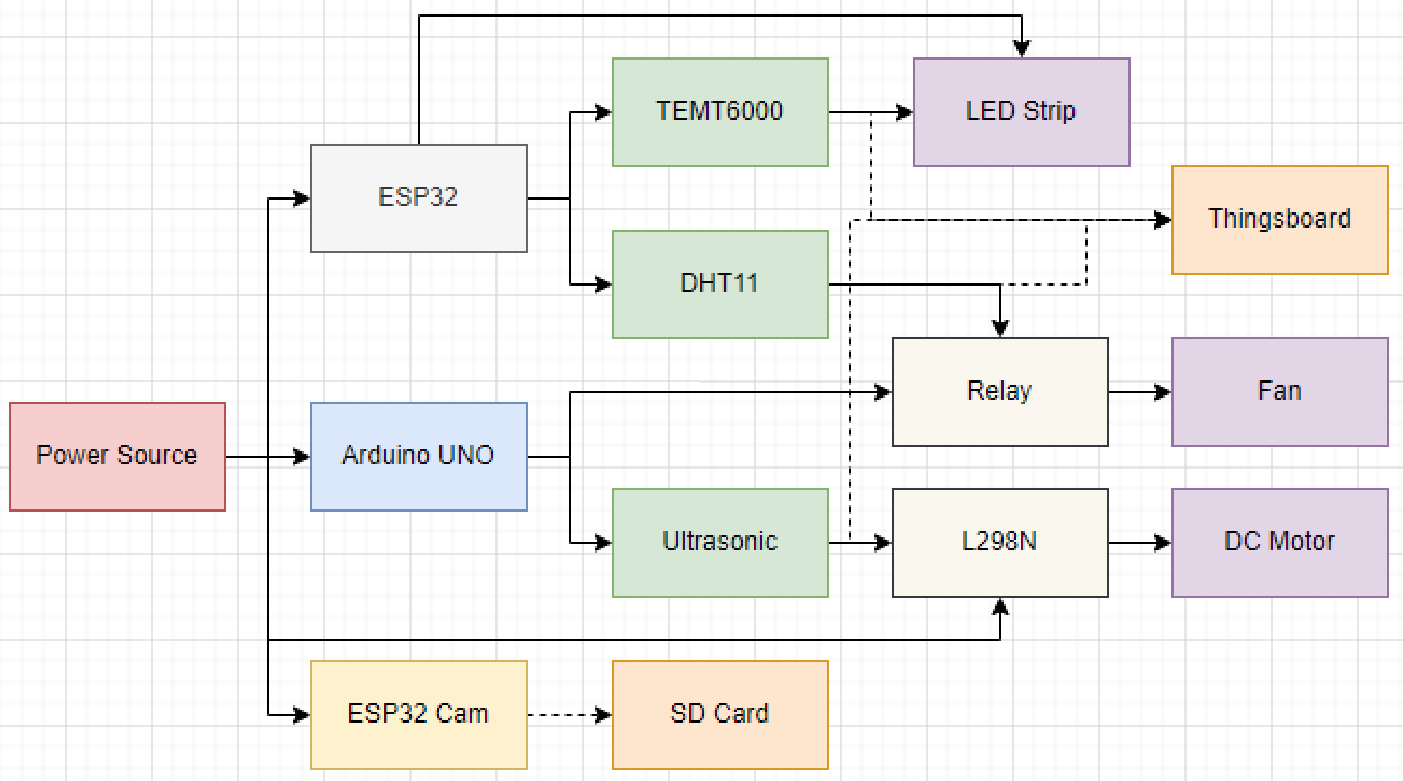 TEMT6000
LED Strip
ESP32
Thingsboard
DHT11
Relay
Fan
Power Source
Arduino UNO
Ultrasonic
L298N
DC Motor
ESP32 Cam
SD Card